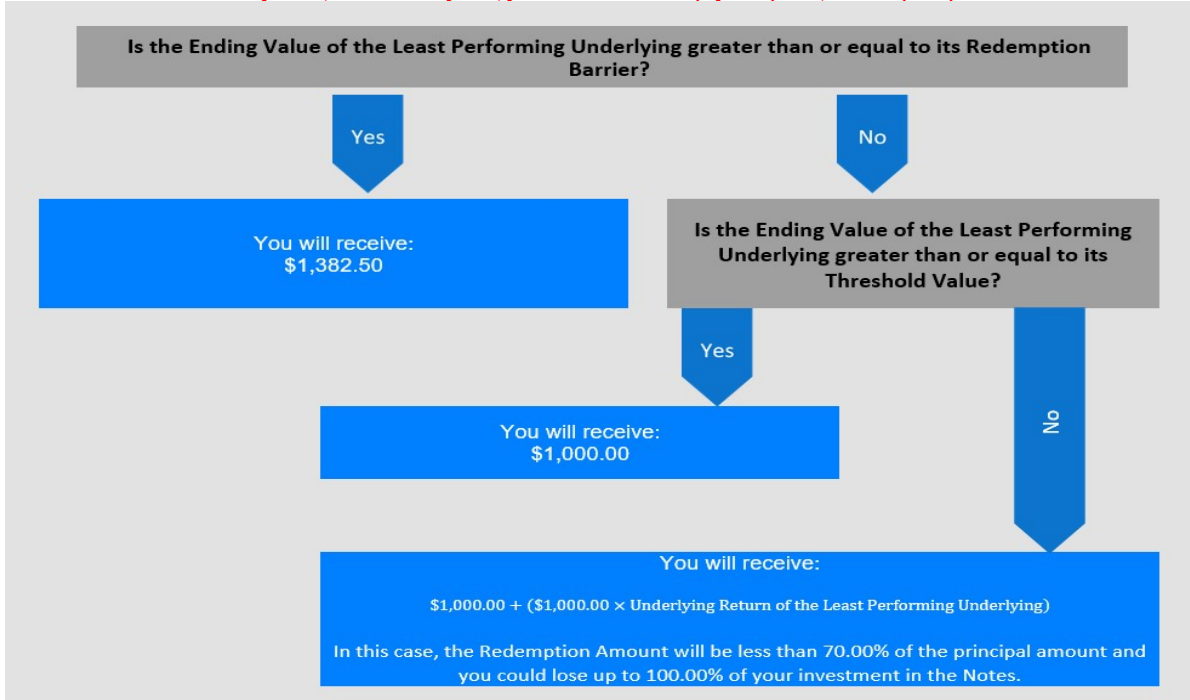 Is the Ending Value of the Least Performing Underlying greater than or equal to its Redemption
Barrier?
Yes
No
You will receive:
$1,382.50
Is the Ending Value of the Least Performing
Underlying greater than or equal to its
Threshold Value?
Yes
No
You will receive:
$1,000.00
You will receive:
$1,000.00 + ($1,000.00 × Underlying Return of the Least Performing Underlying)
In this case, the Redemption Amount will be less than 70.00% of the principal amount and
you could lose up to 100.00% of your investment in the Notes.